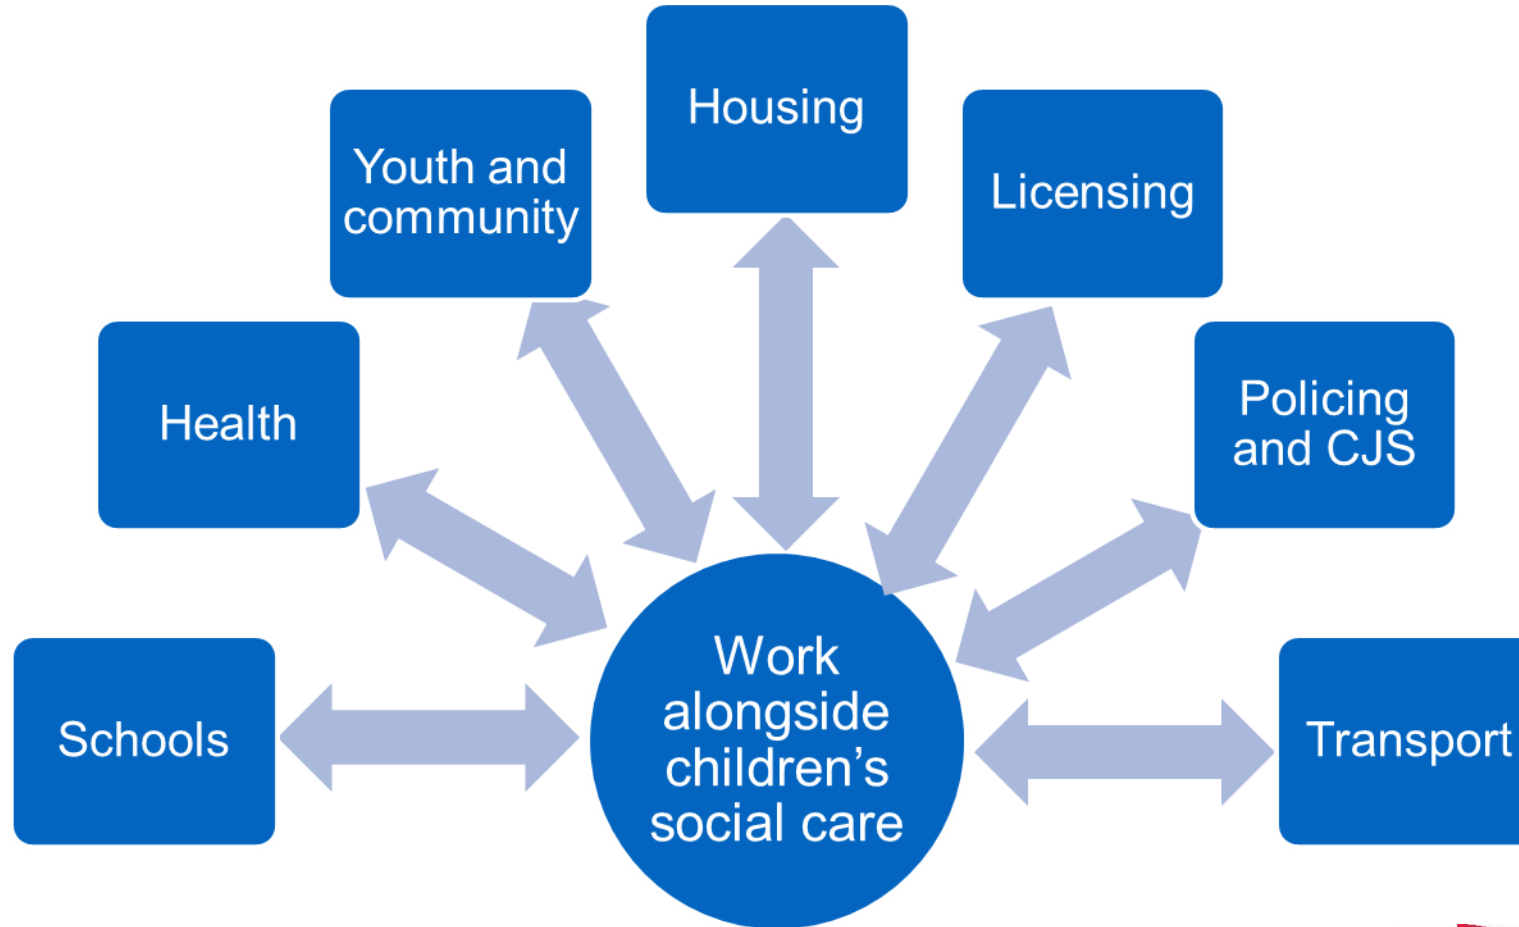 Housing
Youth and
community
Licensing
Health
Policing
and CJS
Schools
Work
alongside
children’s
social care
Transport